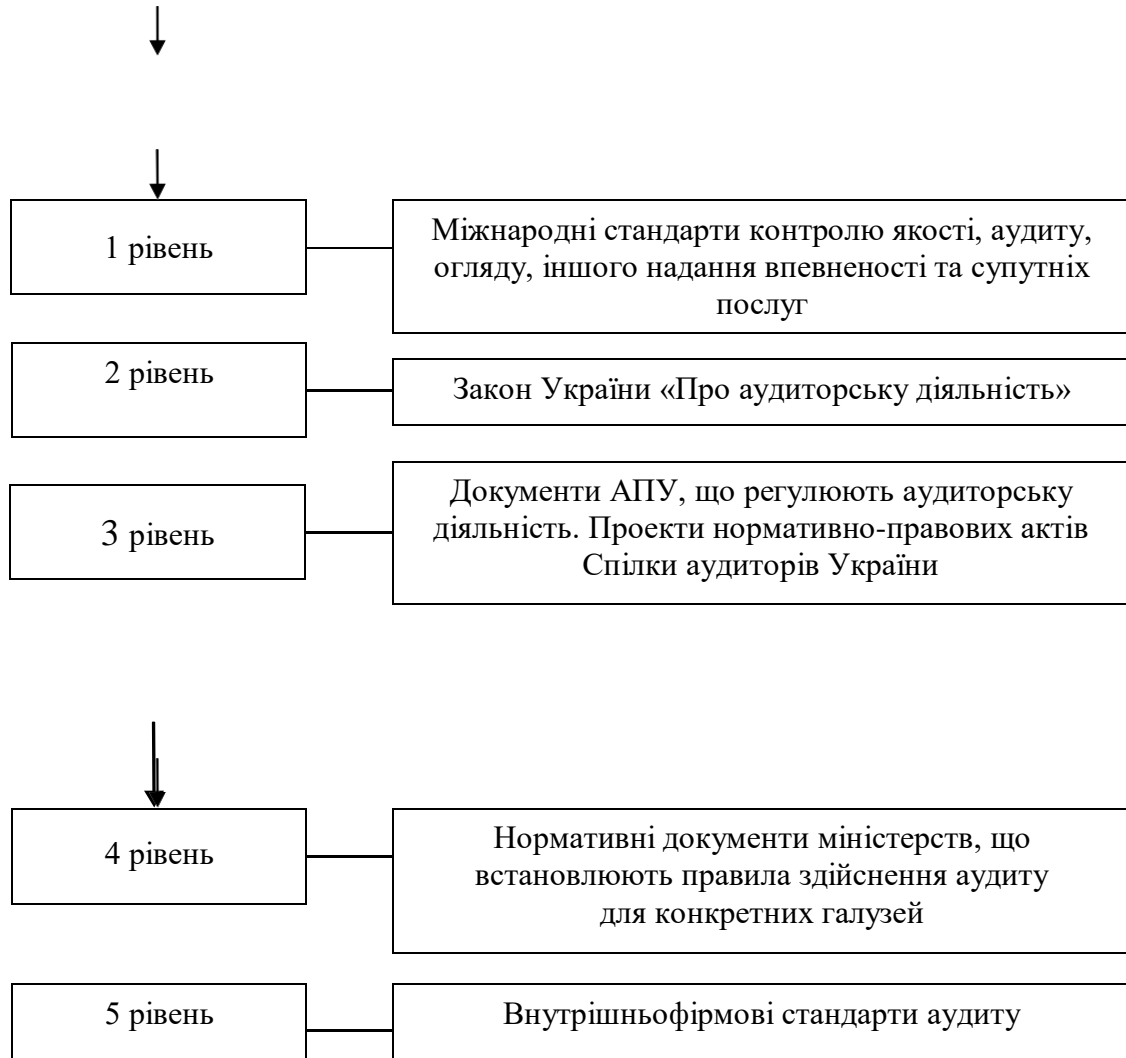 1 рівень
Міжнародні стандарти контролю якості, аудиту,
огляду, іншого надання впевненості та супутніх
послуг
2 рівень
Закон України «Про аудиторську діяльність»
3 рівень
Документи АПУ, що регулюють аудиторську
діяльність. Проекти нормативно-правових актів
Спілки аудиторів України
4 рівень
Нормативні документи міністерств, що
встановлюють правила здійснення аудиту
для конкретних галузей
5 рівень
Внутрішньофірмові стандарти аудиту